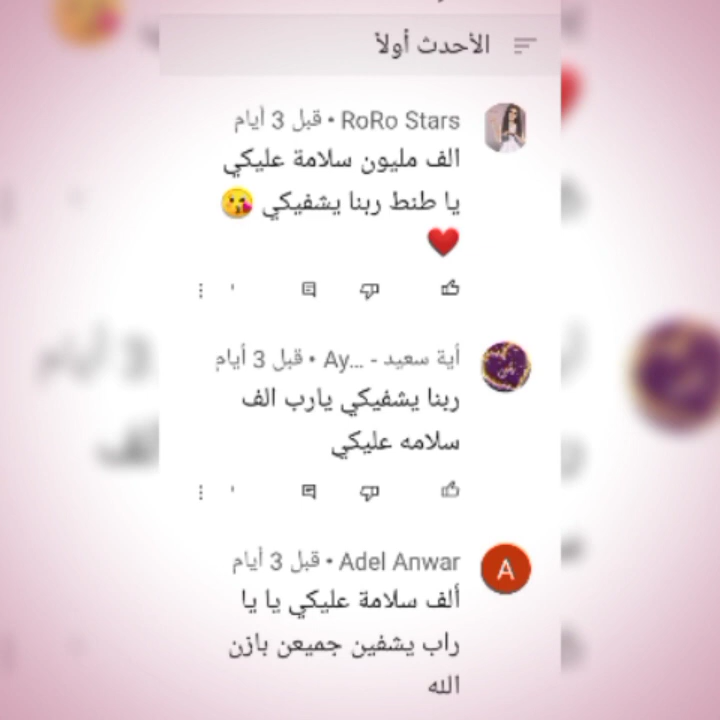 الأحدث أولاً
RoRo Stars • قبل 3 أيام
الف مليون سلامة عليكي
يا طنط ربنا يشفيكي 😘
❤️
أية سعيد - Ay... • قبل 3 أيام
ربنا يشفيكي يارب الف
سلامه عليكي
Adel Anwar • قبل 3 أيام
A
ألف سلامة عليكي يا يا
راب يشفين جميعن بازن
الله